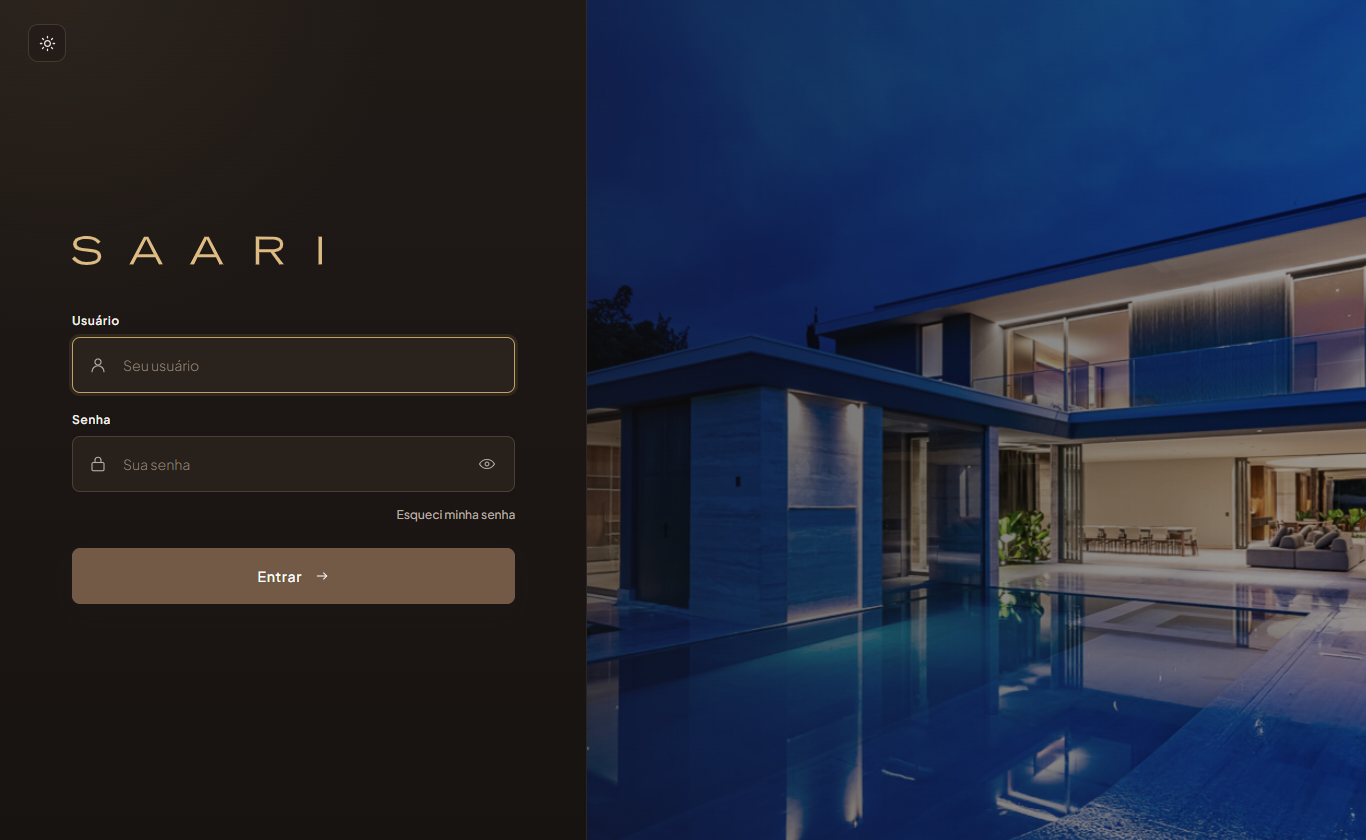 SAARI
Usuário
Seu usuário
Senha
Sua senha
Esqueci minha senha
Entrar